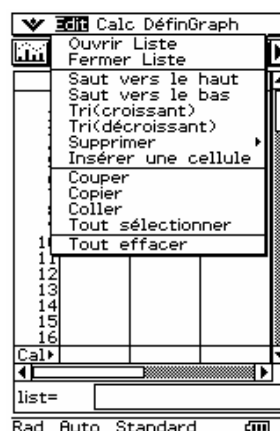 Edit Calc DéfinGraph
Ouvrir Liste
Fermer Liste
Saut vers le haut
Saut vers le bas
Tri(croissant)
Tri(décroissant)
Supprimer
Insérer une cellule
Couper
Copier
Coller
Tout sélectionner
Tout effacer
11
12
13
14
15
16
Cal
list=
Rad Auto Standard